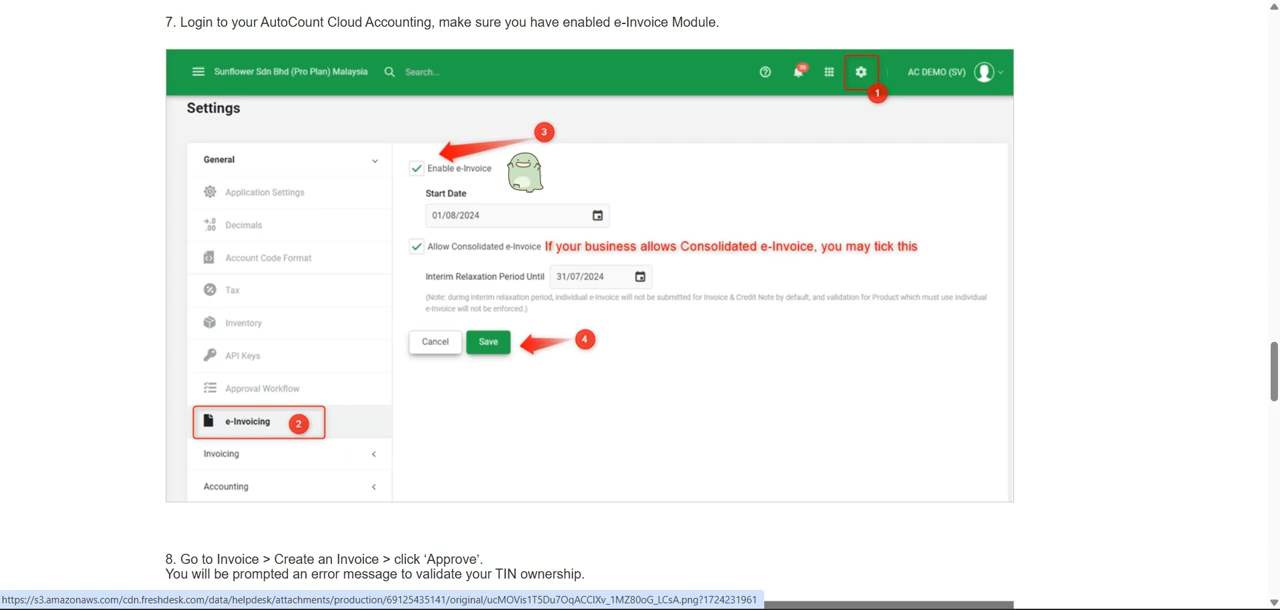 7. Login to your AutoCount Cloud Accounting, make sure you have enabled e-Invoice Module.
Sunflower Sdn Bhd (Pro Plan) Malaysia
Search...
AC DEMO (SV)
1
Settings
General
Application Settings
Decimals
Account Code Format
Tax
Inventory
API Keys
Approval Workflow
e-Invoicing
2
Invoicing
Accounting
3
Enable e-Invoice
Start Date
01/08/2024
Allow Consolidated e-Invoice If your business allows Consolidated e-Invoice, you may tick this
Interim Relaxation Period Until 31/07/2024
(Note: during interim relaxation period, individual e-Invoice will not be submitted for Invoice & Credit Note by default, and validation for Product which must use individual
e-Invoice will not be enforced.)
Cancel
Save
4
8. Go to Invoice > Create an Invoice > click ‘Approve’.
You will be prompted an error message to validate your TIN ownership.
https://s3.amazonaws.com/cdn.freshdesk.com/data/helpdesk/attachments/production/69125435141/original/ucMOVis1T5Du7OqACCIXv_1MZ80oG_LCsA.png?1724231961